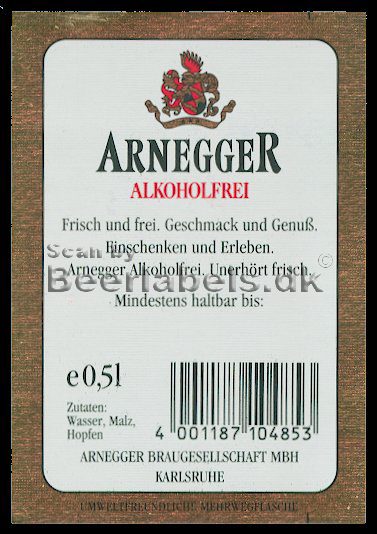 ARNEGGER
ALKOHOLFREI
Frisch und frei. Geschmack und Genuß.
Einschenken und Erleben.
Scan by
Arnegger Alkoholfrei. Unerhört frisch.
Beerlabels.dk ©
Mindestens haltbar bis:
e 0,5l
Zutaten:
Wasser, Malz,
Hopfen
4 001187 104853
ARNEGGER BRAUGESELLSCHAFT MBH
KARLSRUHE
UMWELTFREUNDLICHE MEHRWEGFLASCHE